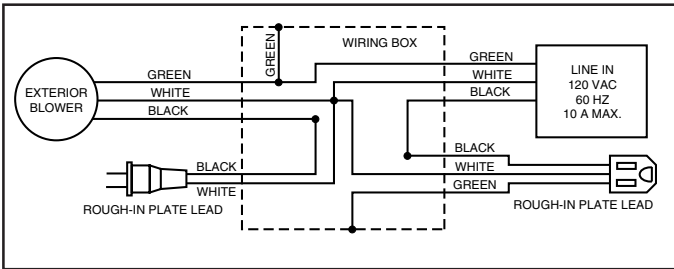 WIRING BOX
GREEN
GREEN
WHITE
BLACK
EXTERIOR
BLOWER
GREEN
WHITE
BLACK
LINE IN
120 VAC
60 HZ
10 A MAX.
BLACK
WHITE
ROUGH-IN PLATE LEAD
BLACK
WHITE
GREEN
ROUGH-IN PLATE LEAD